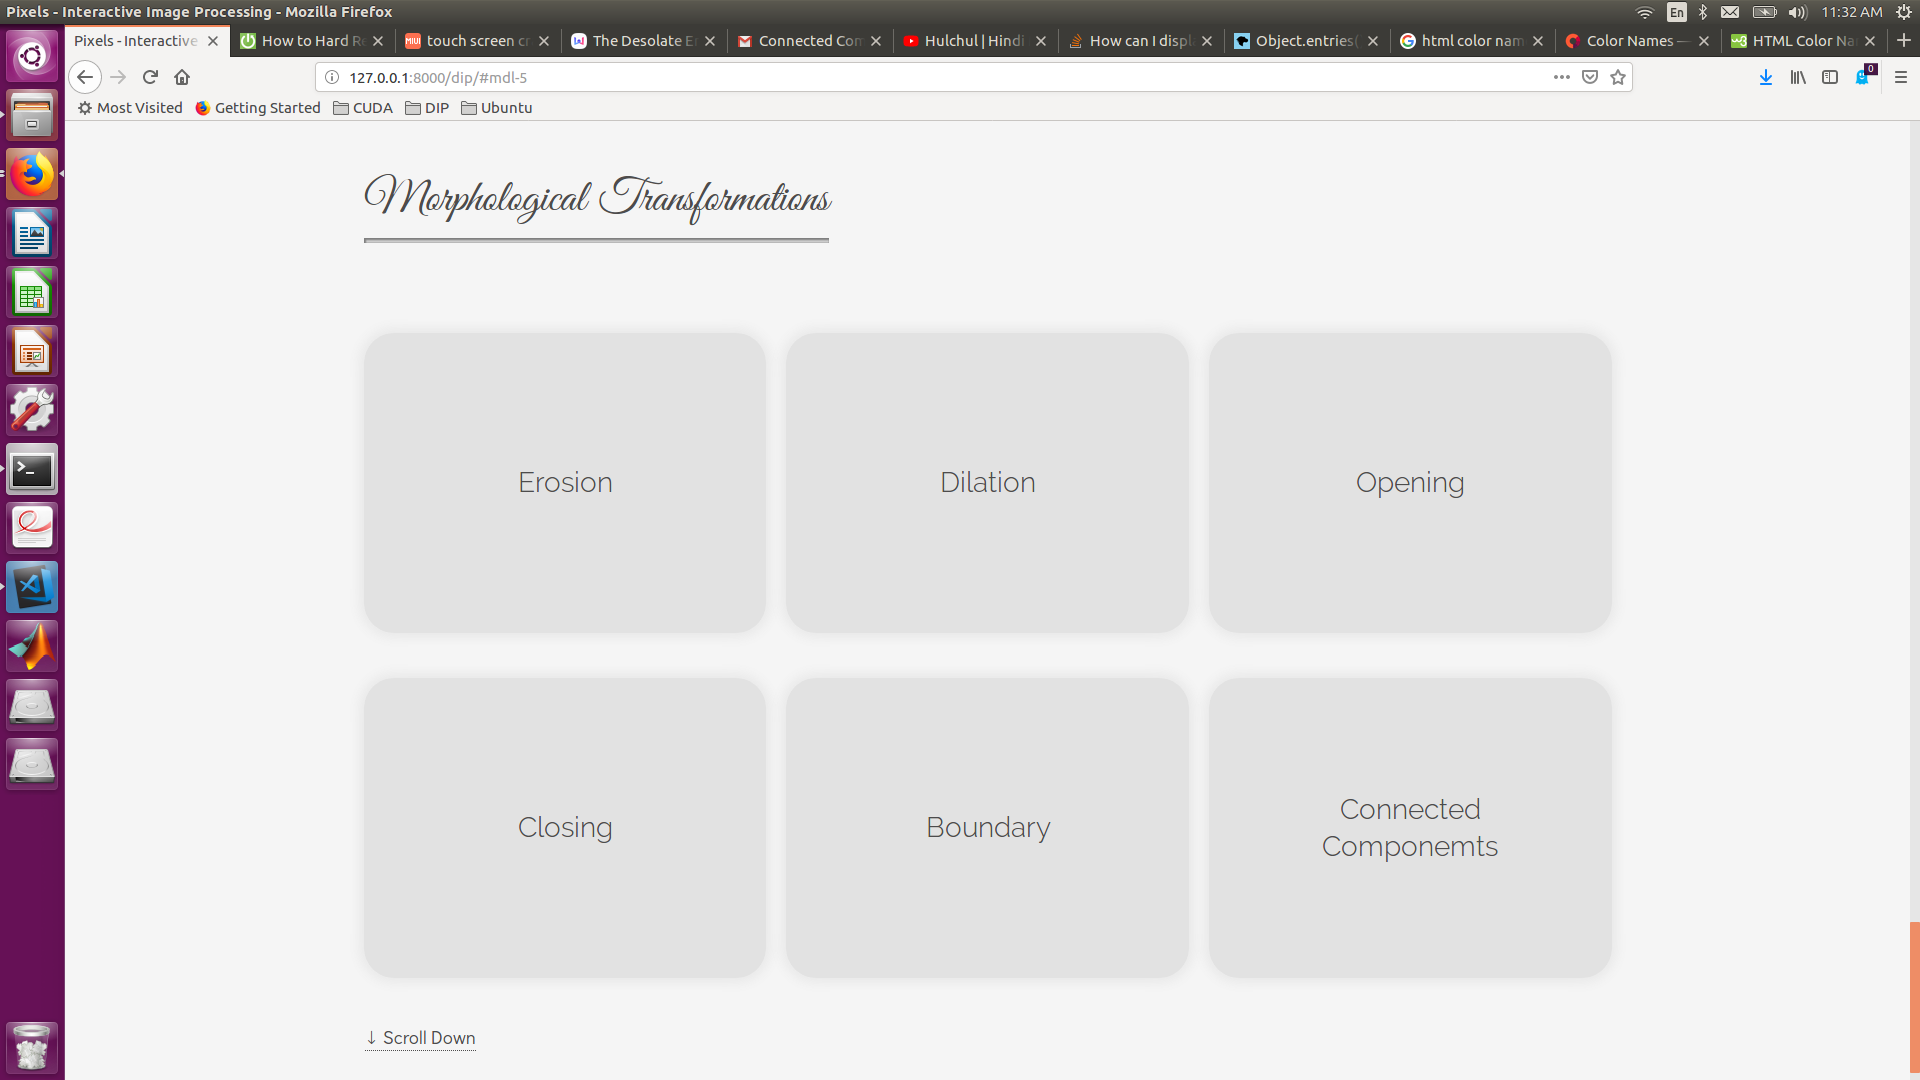 Pixels - Interactive Image Processing - Mozilla Firefox
En
11:32 AM
Pixels - Interactive
How to Hard R
touch screen cr
The Desolate E
Connected Com
Hulchul | Hindi
How can I displ
Object.entries(
html color nam
Color Names —
HTML Color Na
127.0.0.1:8000/dip/#mdl-5
0
Most Visited
Getting Started
CUDA
DIP
Ubuntu
Morphological Transformations
Erosion
Dilation
Opening
Closing
Boundary
Connected
Componemts
↓ Scroll Down